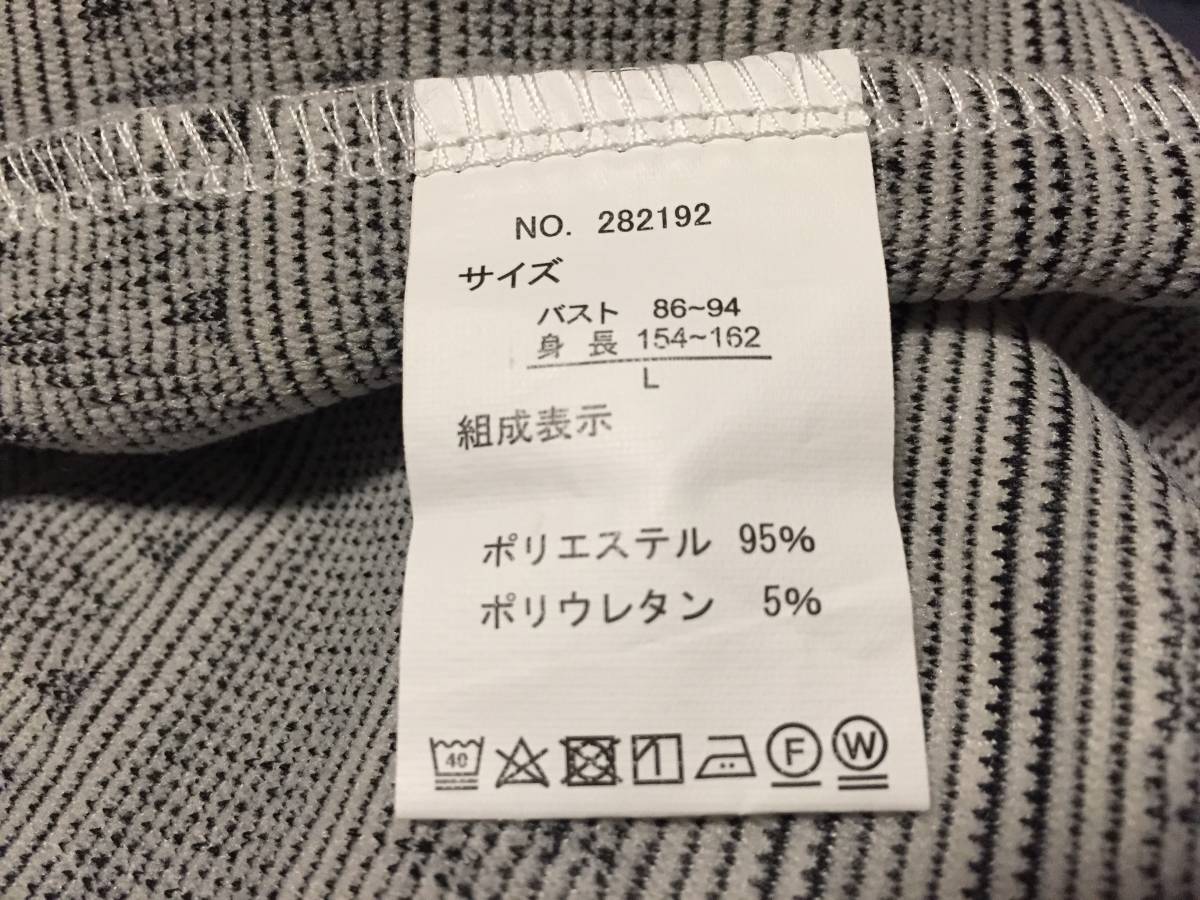 NO. 282192
サイズ
バスト 86~94
身長 154~162
L
組成表示
ポリエステル 95%
ポリウレタン 5%
40 F W